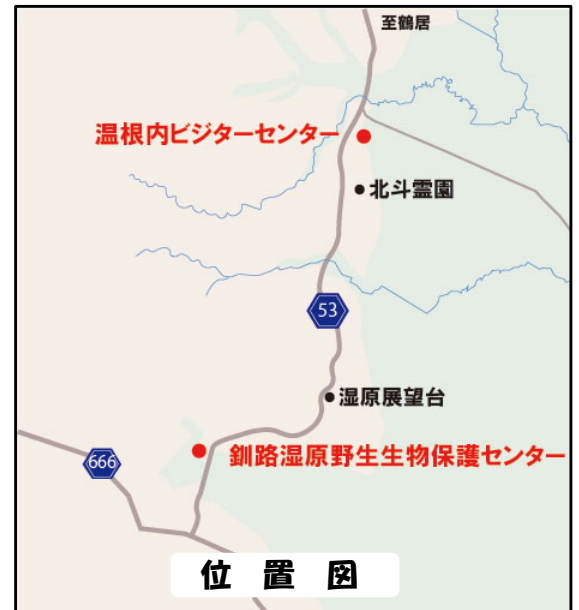 至鶴居
温根内ビジターセンター
北斗霊園
53
湿原展望台
釧路湿原野生生物保護センター
666
位 置 図